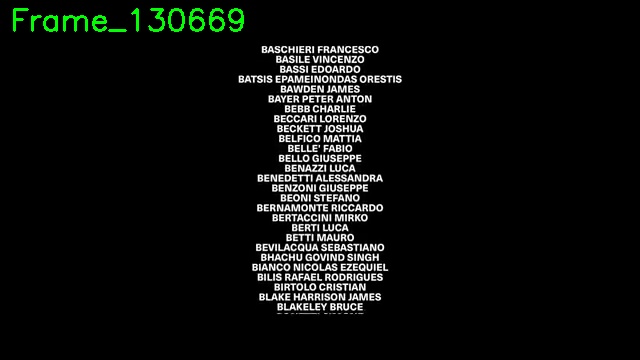 Frame_130669
BASCHIERI FRANCESCO
BASILE VINCENZO
BASSI EDOARDO
BATSIS EPAMEINONDAS ORESTIS
BAWDEN JAMES
BAYER PETER ANTON
BEBB CHARLIE
BECCARI LORENZO
BECKETT JOSHUA
BELFICO MATTIA
BELLE' FABIO
BELLO GIUSEPPE
BENAZZI LUCA
BENEDETTI ALESSANDRA
BENZONI GIUSEPPE
BEONI STEFANO
BERNAMONTE RICCARDO
BERTACCINI MIRKO
BERTI LUCA
BETTI MAURO
BEVILACQUA SEBASTIANO
BHACHU GOVIND SINGH
BIANCO NICOLAS EZEQUIEL
BILIS RAFAEL RODRIGUES
BIRTOLO CRISTIAN
BLAKE HARRISON JAMES
BLAKELEY BRUCE